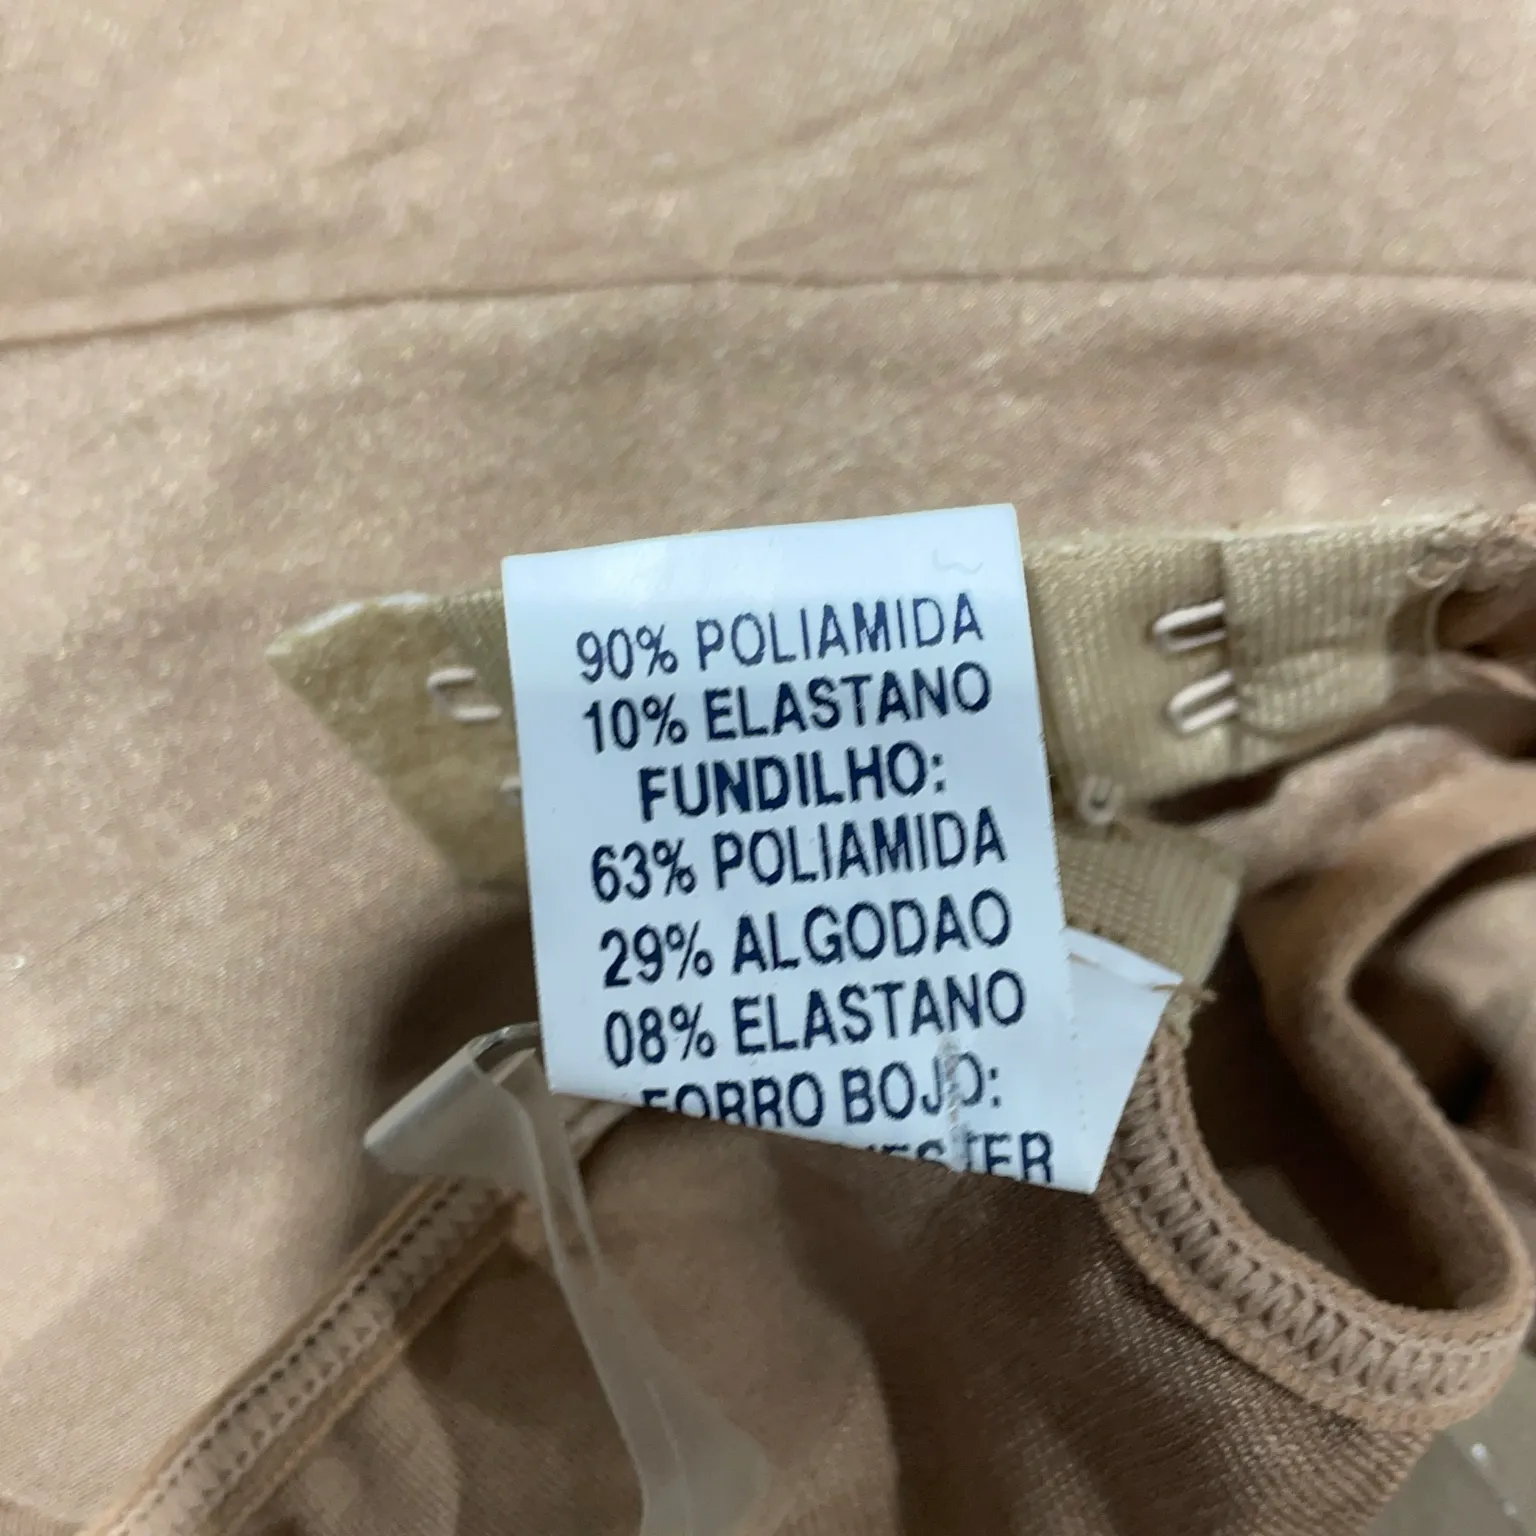 90% POLIAMIDA
10% ELASTANO
FUNDILHO:
63% POLIAMIDA
29% ALGODAO
08% ELASTANO
FORRO BOJO: